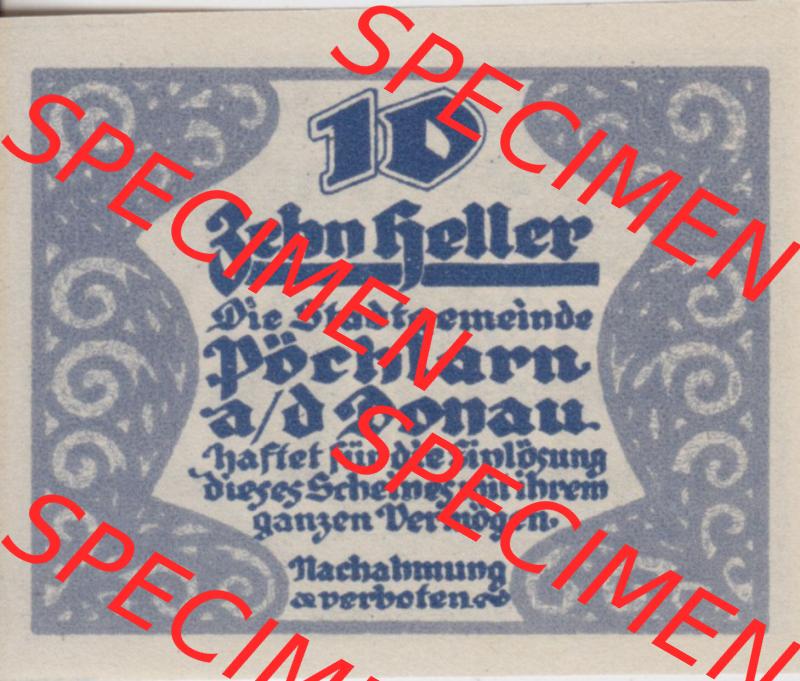 10
Zehn Heller
Die Stadtgemeinde
Pöchlarn
a/d Donau
haftet für die Einlösung
dieses Scheines mit ihrem
ganzen Vermögen.
Nachahmung
verboten.
SPECIMEN
SPECIMEN
SPECIMEN
SPECIMEN